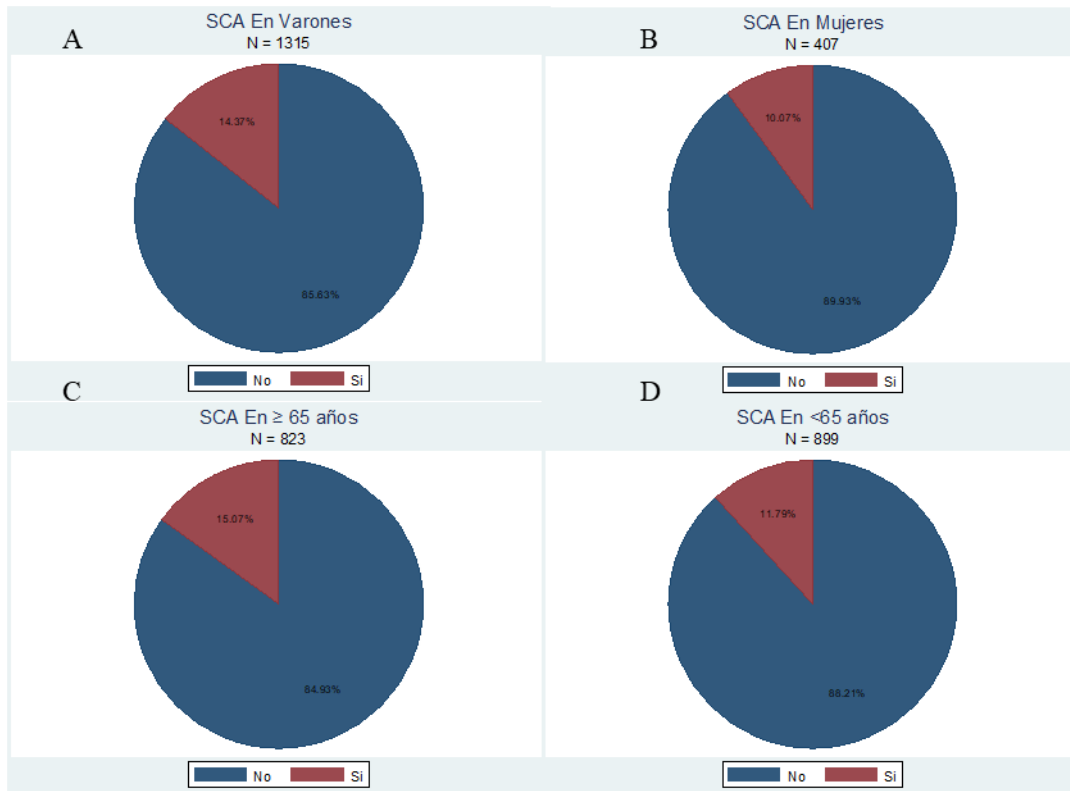 A
SCA En Varones
N = 1315
14.37%
85.63%
No Si
B
SCA En Mujeres
N = 407
10.07%
89.93%
No Si
C
SCA En ≥ 65 años
N = 823
15.07%
84.93%
No Si
D
SCA En <65 años
N = 899
11.79%
88.21%
No Si